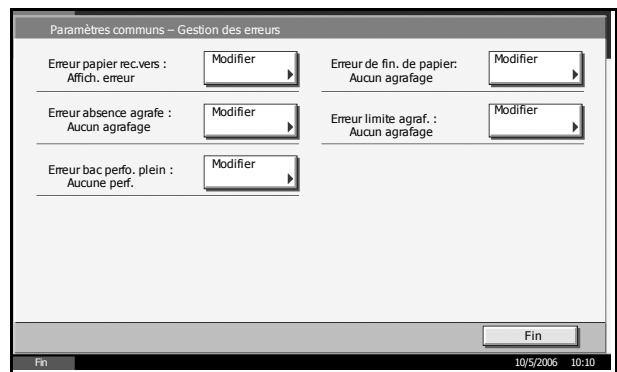 Paramètres communs – Gestion des erreurs
Erreur papier rec.vers :
Affich. erreur
Modifier
Erreur de fin. de papier:
Aucun agrafage
Modifier
Erreur absence agrafe :
Aucun agrafage
Modifier
Erreur limite agraf. :
Aucun agrafage
Modifier
Erreur bac perfo. plein :
Aucune perf.
Modifier
Fin
Fin
10/5/2006 10:10